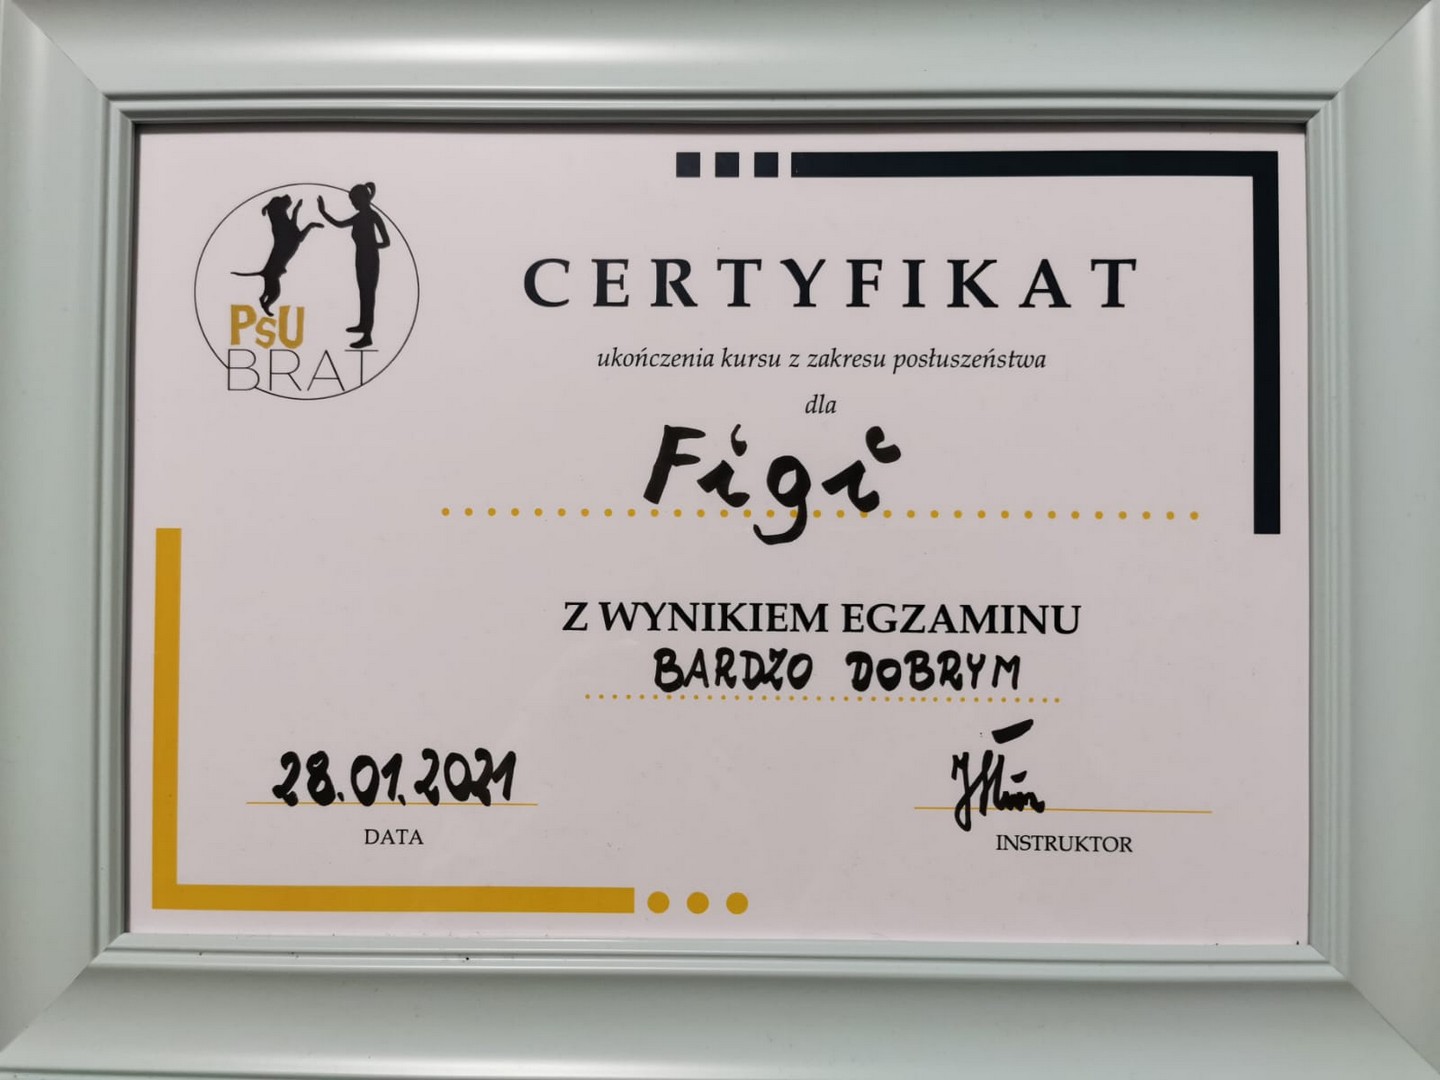 PSU
BRAT
CERTYFIKAT
ukończenia kursu z zakresu posłuszeństwa
dla
Figi
Z WYNIKIEM EGZAMINU
BARDZO DOBRYM
28.01.2021
DATA
INSTRUKTOR